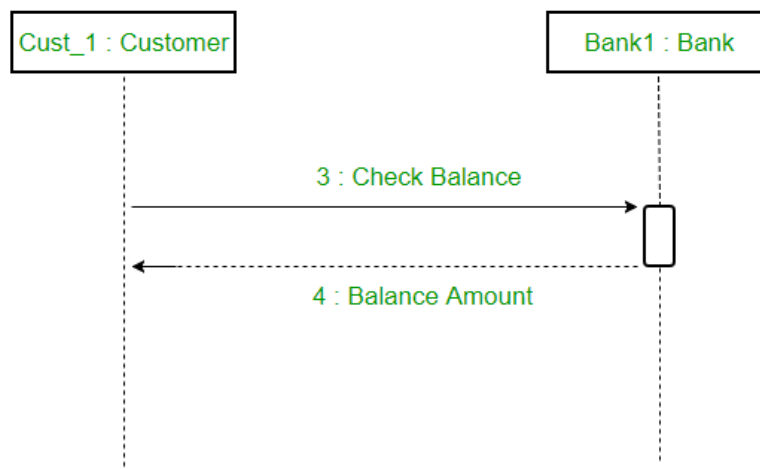 Cust_1 : Customer
Bank1 : Bank
3 : Check Balance
4 : Balance Amount